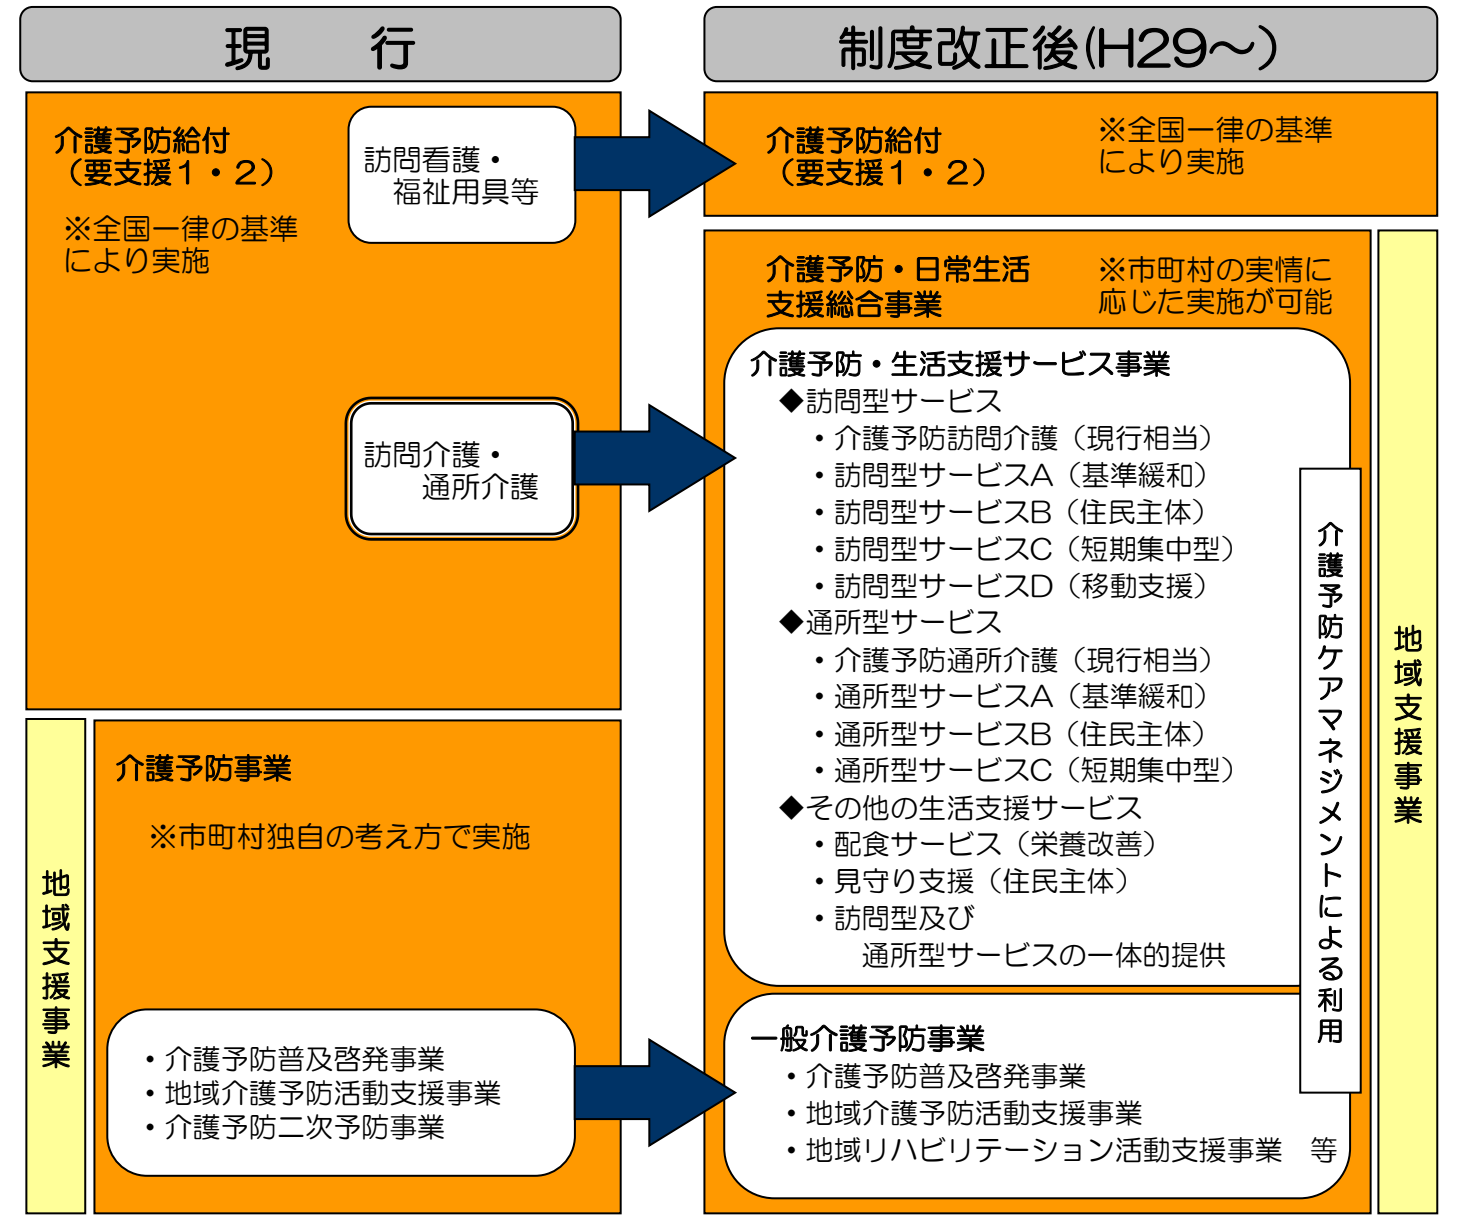 現　　行
介護予防給付
（要支援１・２）
※全国一律の基準
により実施
訪問看護・
福祉用具等
訪問介護・
通所介護
地域支援事業
介護予防事業
※市町村独自の考え方で実施
・介護予防普及啓発事業
・地域介護予防活動支援事業
・介護予防二次予防事業
制度改正後(H29～)
介護予防給付
（要支援１・２）
※全国一律の基準
により実施
介護予防・日常生活
支援総合事業
※市町村の実情に
応じた実施が可能
介護予防・生活支援サービス事業
◆訪問型サービス
・介護予防訪問介護（現行相当）
・訪問型サービスA（基準緩和）
・訪問型サービスB（住民主体）
・訪問型サービスC（短期集中型）
・訪問型サービスD（移動支援）
◆通所型サービス
・介護予防通所介護（現行相当）
・通所型サービスA（基準緩和）
・通所型サービスB（住民主体）
・通所型サービスC（短期集中型）
◆その他の生活支援サービス
・配食サービス（栄養改善）
・見守り支援（住民主体）
・訪問型及び
通所型サービスの一体的提供
一般介護予防事業
・介護予防普及啓発事業
・地域介護予防活動支援事業
・地域リハビリテーション活動支援事業　等
介護予防ケアマネジメントによる利用
地域支援事業